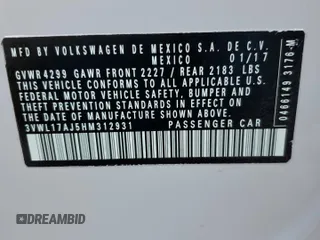 MFD BY VOLKSWAGEN DE MEXICO S.A. DE C.V.
MEXICO 01/17
GVWR 4299 GAWR FRONT 2227 / REAR 2183 LBS
THIS VEHICLE CONFORMS TO ALL APPLICABLE U.S.
FEDERAL MOTOR VEHICLE SAFETY, BUMPER AND
THEFT PREVENTION STANDARDS IN EFFECT ON THE
DATE OF MANUFACTURE SHOWN ABOVE.
3VWL17AJ5HM312931 PASSENGER CAR
0466149 3176-M
DREAMBID